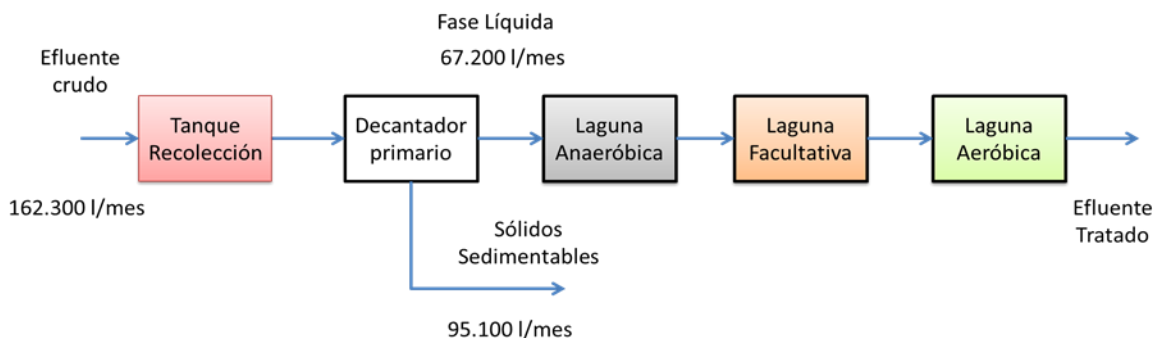 Fase Líquida
67.200 l/mes
Efluente
crudo
Tanque
Recolección
Decantador
primario
Laguna
Anaeróbica
Laguna
Facultativa
Laguna
Aeróbica
162.300 l/mes
Sólidos
Sedimentables
95.100 l/mes
Efluente
Tratado